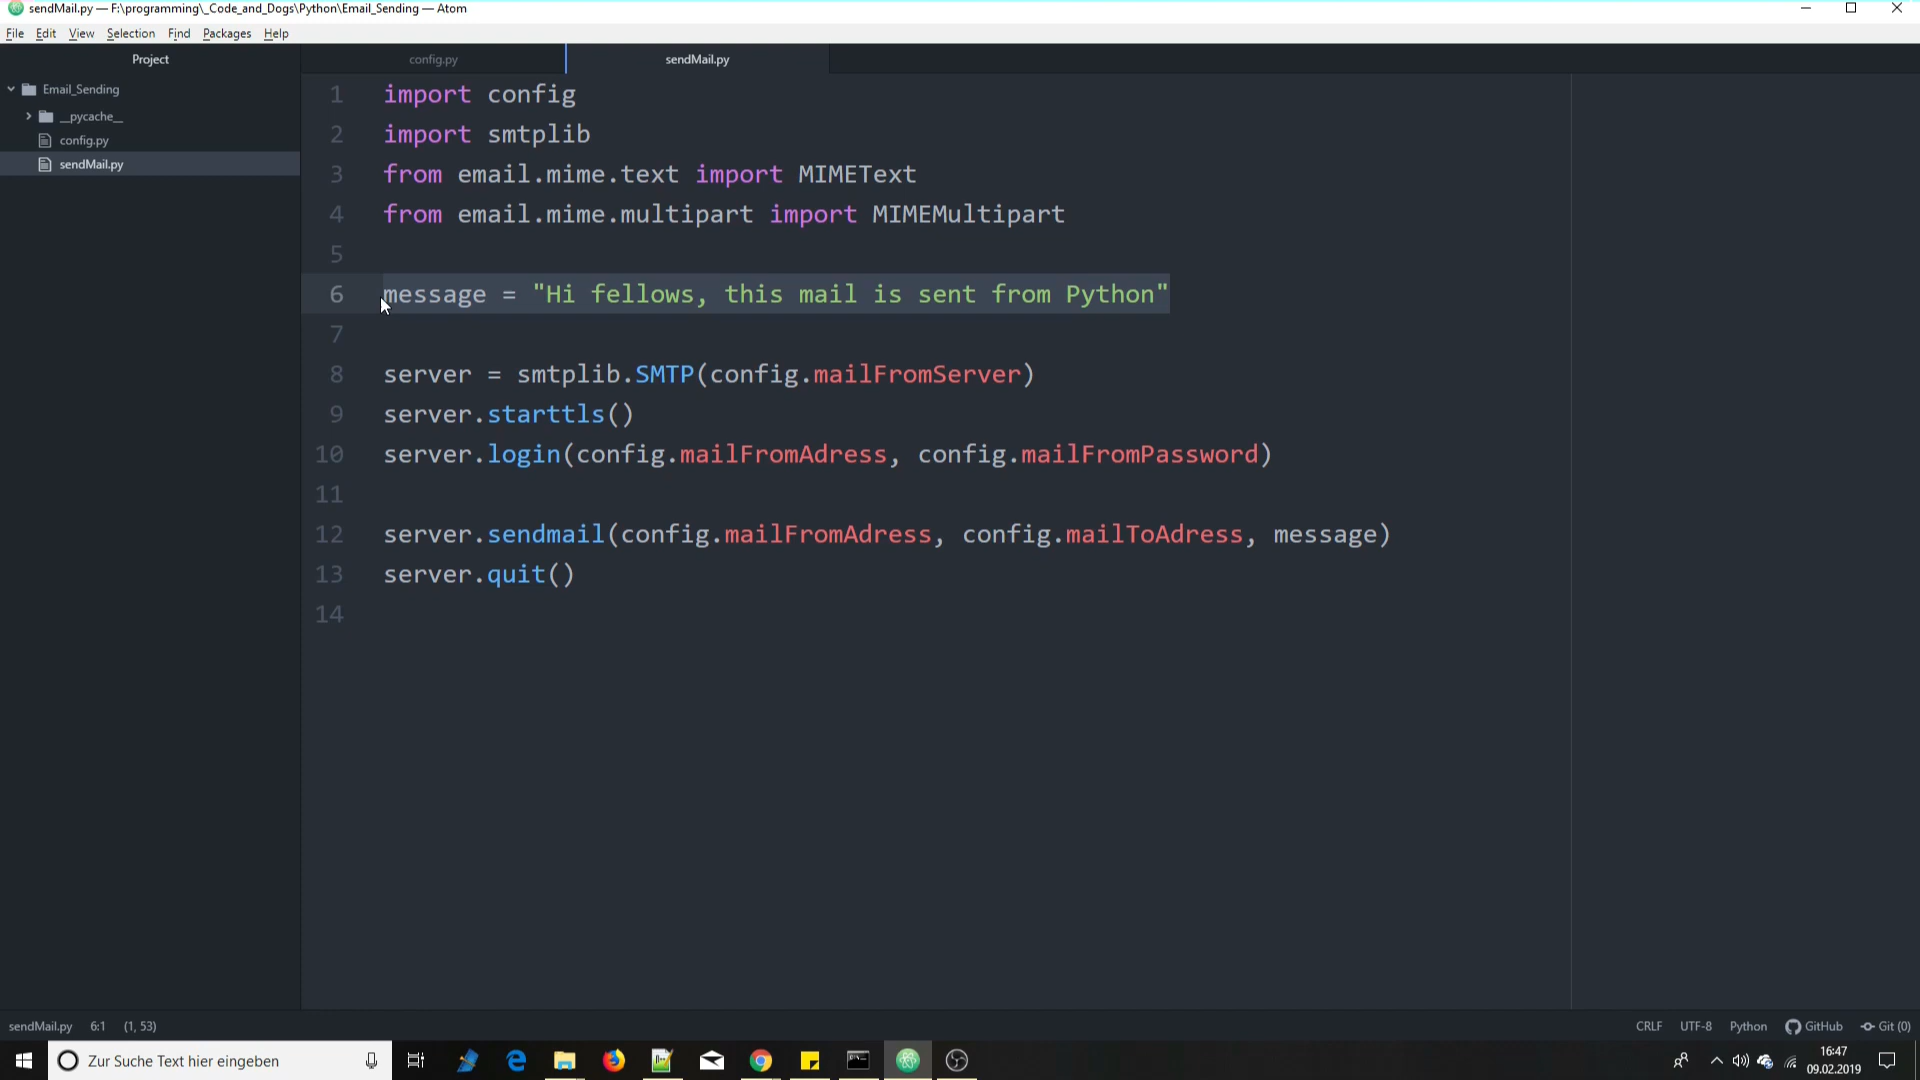 sendMail.py — F:\programming\_Code_and_Dogs\Python\Email_Sending — Atom
File Edit View Selection Find Packages Help
Project
config.py
sendMail.py
Email_Sending
__pycache__
config.py
sendMail.py
1 import config
2 import smtplib
3 from email.mime.text import MIMEText
4 from email.mime.multipart import MIMEMultipart
5
6 message = "Hi fellows, this mail is sent from Python"
7
8 server = smtplib.SMTP(config.mailFromServer)
9 server.starttls()
10 server.login(config.mailFromAdress, config.mailFromPassword)
11
12 server.sendmail(config.mailFromAdress, config.mailToAdress, message)
13 server.quit()
14
sendMail.py 6:1 (1, 53)
CRLF UTF-8 Python GitHub Git (0)
Zur Suche Text hier eingeben
16:47
09.02.2019